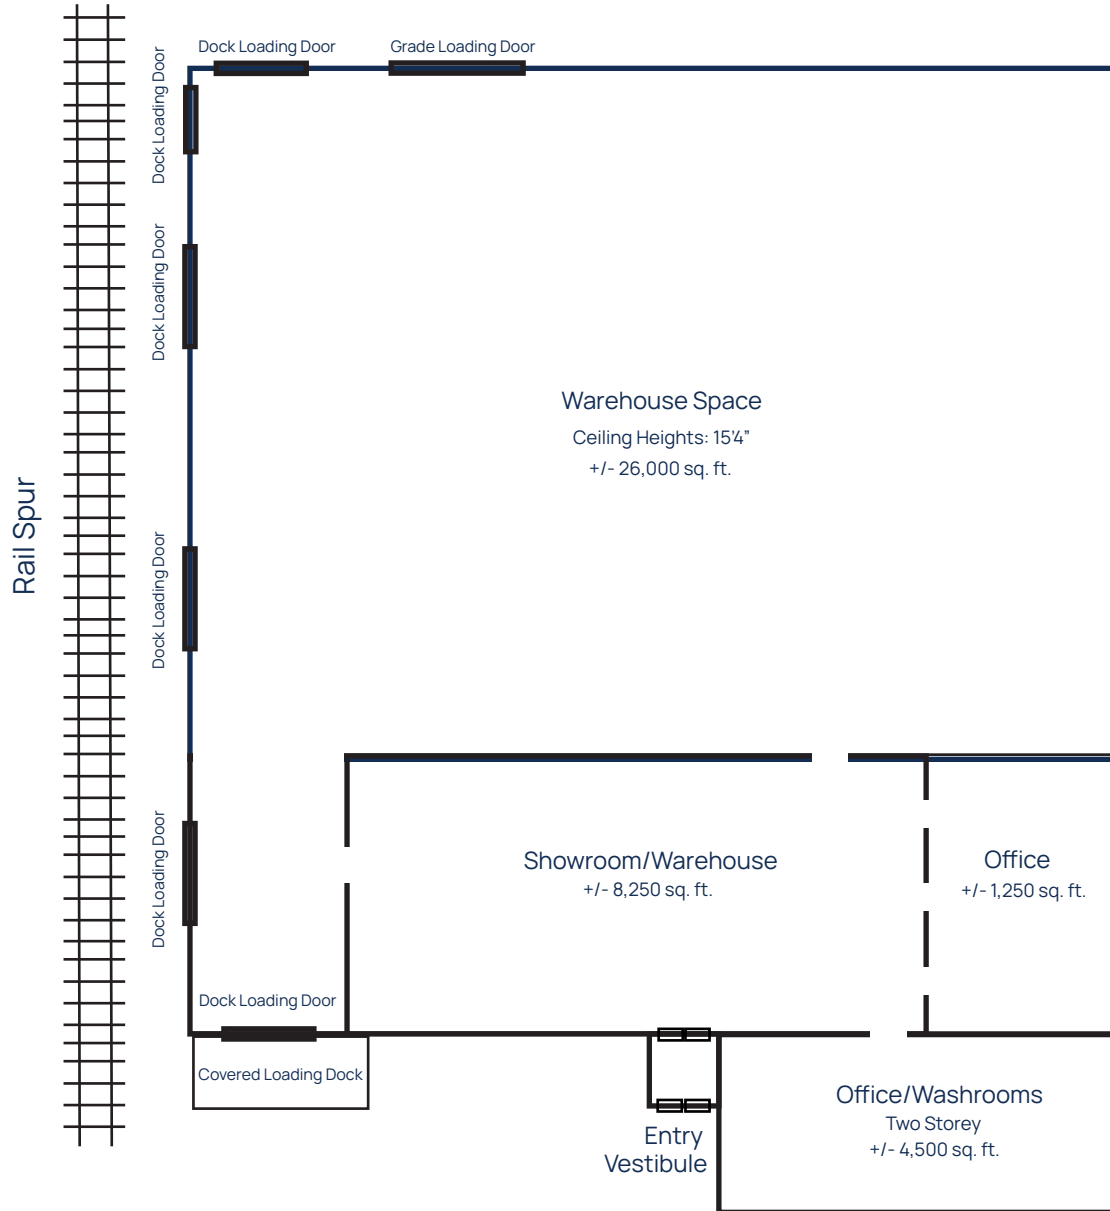 Dock Loading Door
Grade Loading Door
Dock Loading Door
Dock Loading Door
Warehouse Space
Ceiling Heights: 15'4”
+/- 26,000 sq. ft.
Rail Spur
Dock Loading Door
Dock Loading Door
Showroom/Warehouse
+/- 8,250 sq. ft.
Office
+/- 1,250 sq. ft.
Dock Loading Door
Covered Loading Dock
Entry
Vestibule
Office/Washrooms
Two Storey
+/- 4,500 sq. ft.